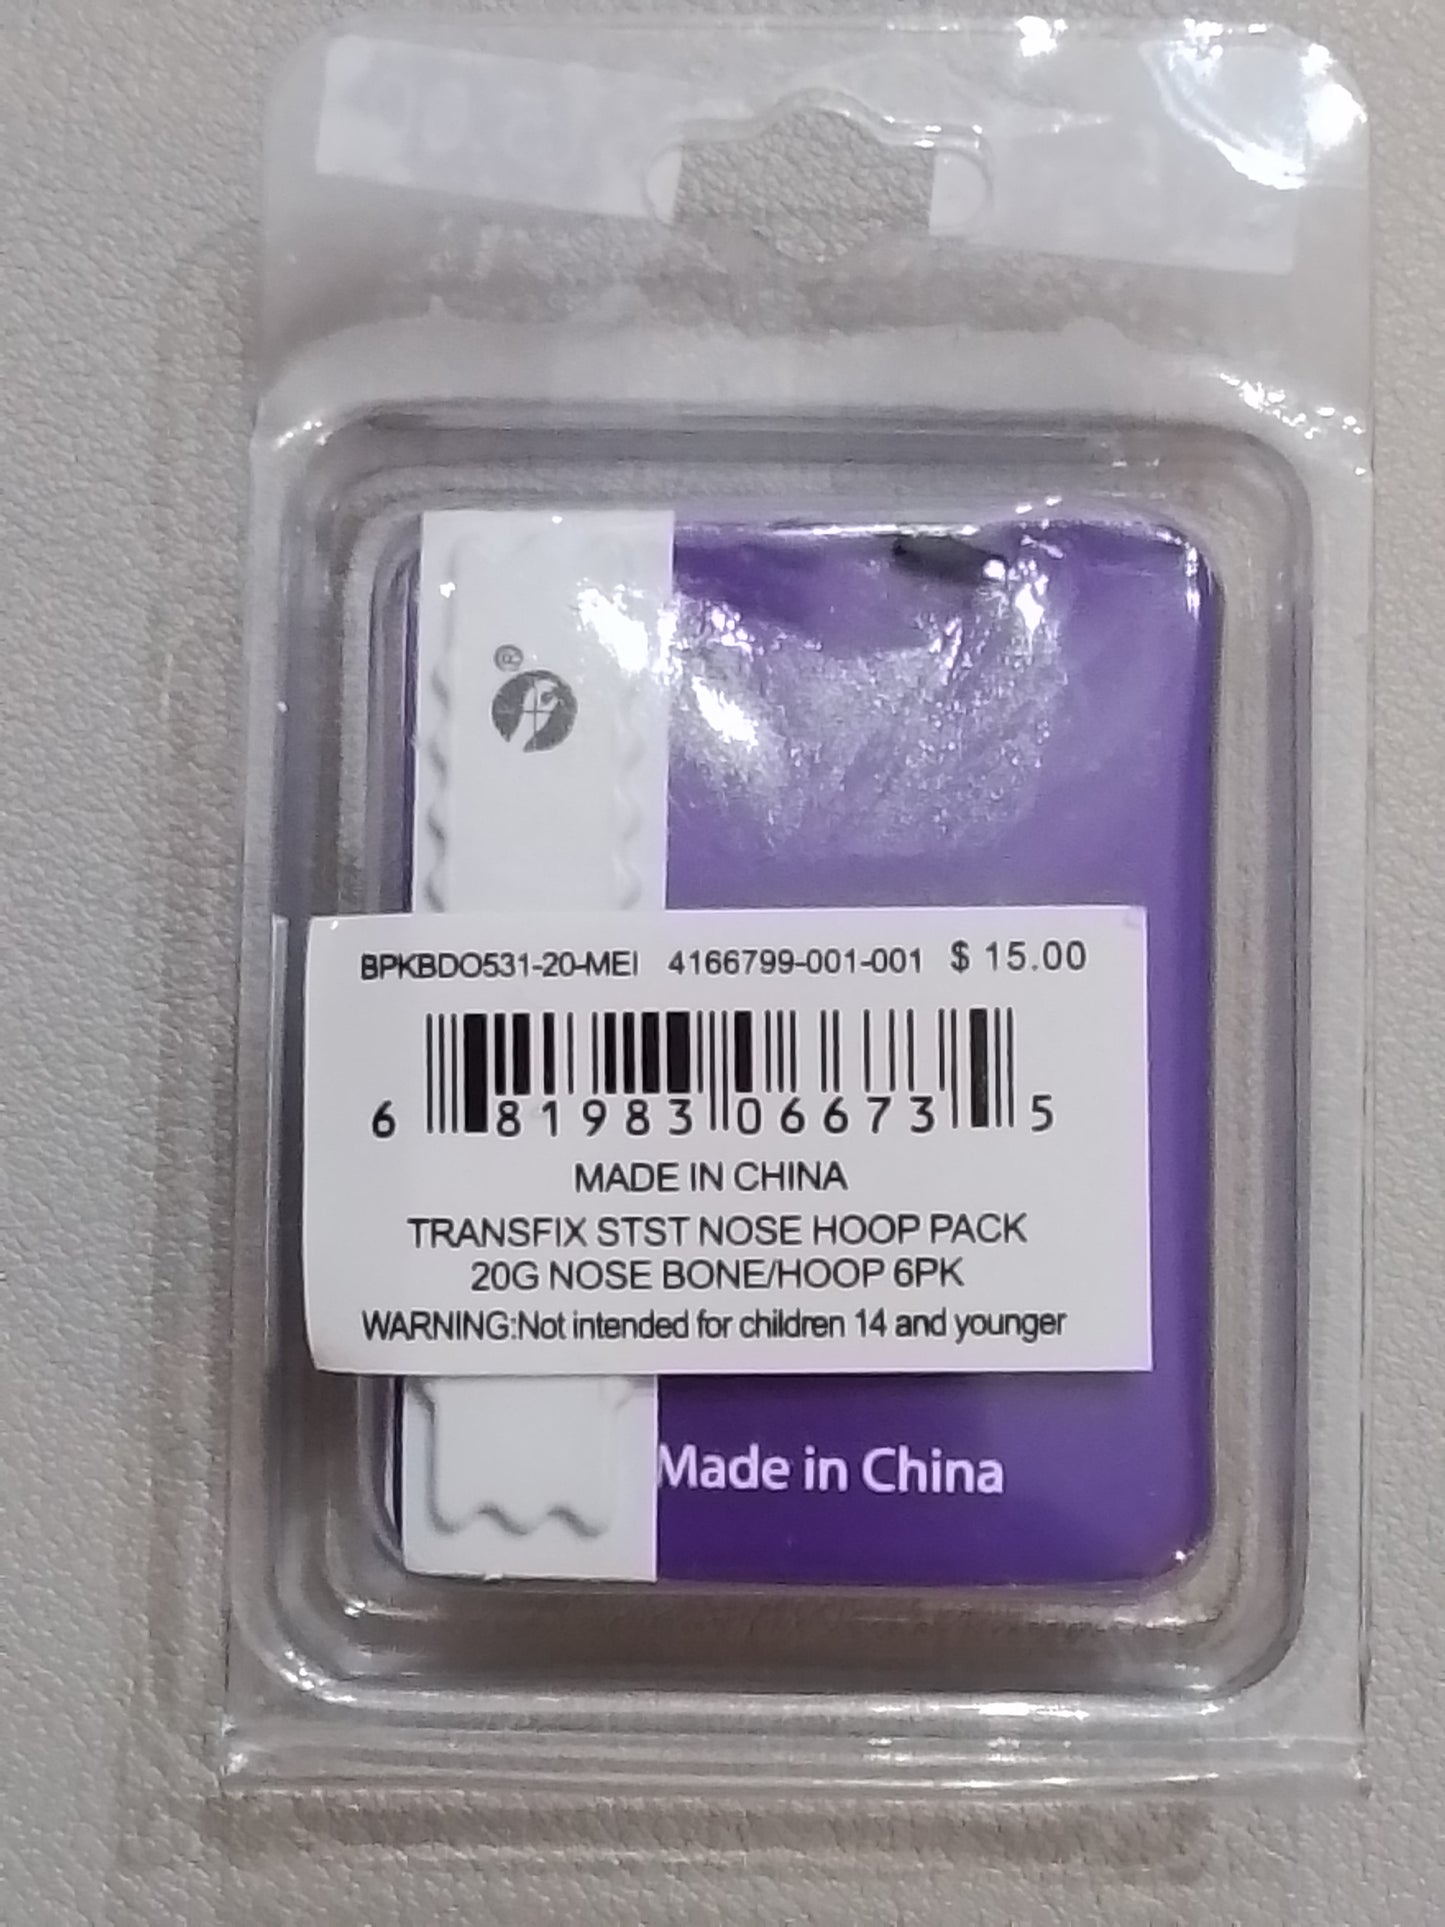 ®
BPKBDO531-20-MEI 4166799-001-001 $ 15.00
6 81983 06673 5
MADE IN CHINA
TRANSFIX STST NOSE HOOP PACK
20G NOSE BONE/HOOP 6PK
WARNING:Not intended for children 14 and younger
Made in China